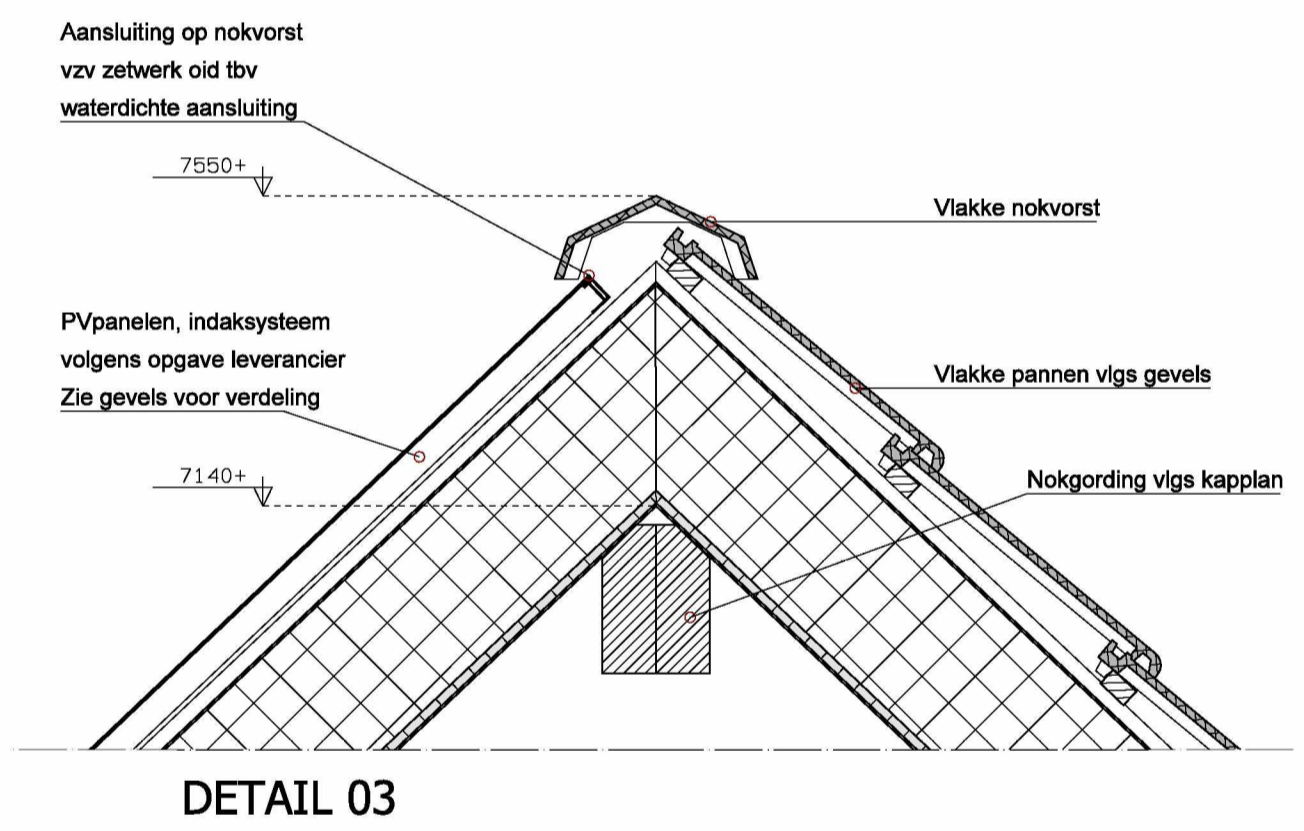 Aansluiting op nokvorst
vzv zetwerk oid tbv
waterdichte aansluiting
7550+
Vlakke nokvorst
PVpanelen, indaksysteem
volgens opgave leverancier
Zie gevels voor verdeling
Vlakke pannen vlgs gevels
7140+
Nokgording vlgs kapplan
DETAIL 03